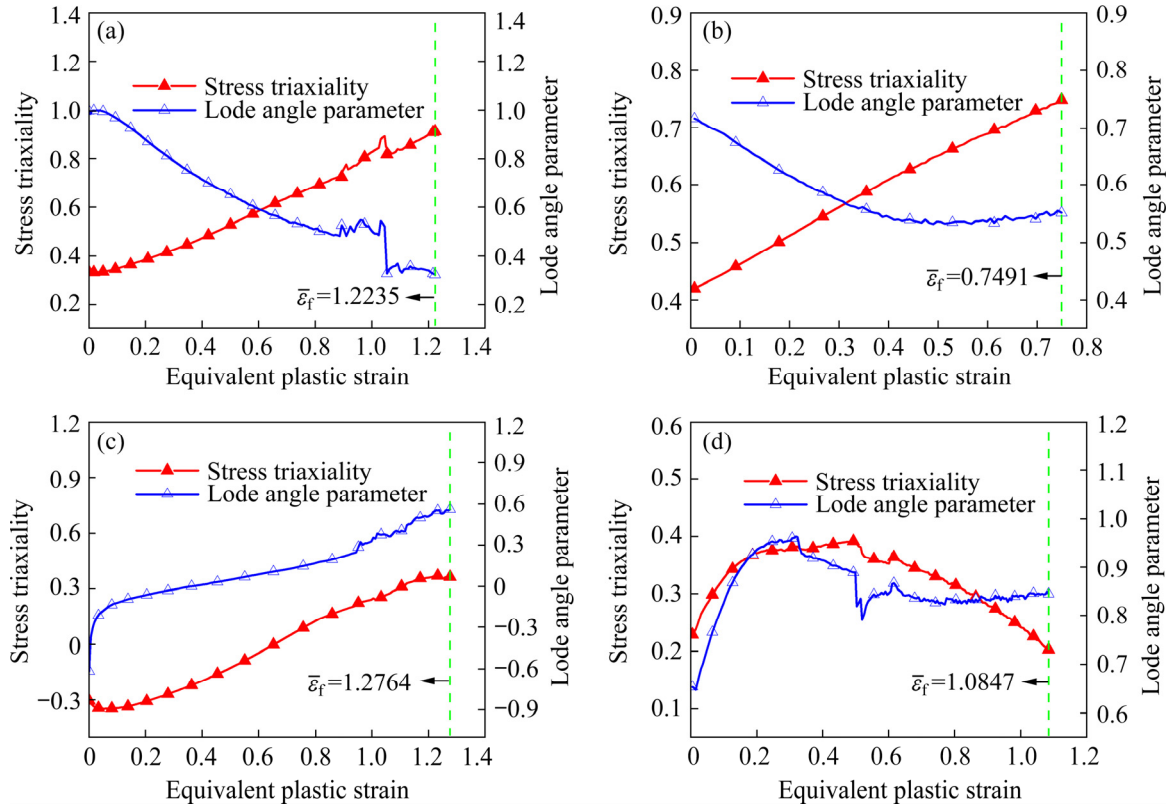 (a)
Stress triaxiality
Lode angle parameter
1.4
1.2
1.0
0.8
0.6
0.4
0.2
Stress triaxiality
1.4
1.2
1.0
0.8
0.6
0.4
0.2
Lode angle parameter
ε̄f=1.2235
0 0.2 0.4 0.6 0.8 1.0 1.2 1.4
Equivalent plastic strain
(b)
Stress triaxiality
Lode angle parameter
0.9
0.8
0.7
0.6
0.5
0.4
Stress triaxiality
0.9
0.8
0.7
0.6
0.5
0.4
Lode angle parameter
ε̄f=0.7491
0 0.1 0.2 0.3 0.4 0.5 0.6 0.7 0.8
Equivalent plastic strain
(c)
Stress triaxiality
Lode angle parameter
1.2
0.9
0.6
0.3
0
−0.3
Stress triaxiality
1.2
0.9
0.6
0.3
0
−0.3
−0.6
−0.9
Lode angle parameter
ε̄f=1.2764
0 0.2 0.4 0.6 0.8 1.0 1.2 1.4
Equivalent plastic strain
(d)
Stress triaxiality
Lode angle parameter
0.6
0.5
0.4
0.3
0.2
0.1
Stress triaxiality
1.2
1.1
1.0
0.9
0.8
0.7
0.6
Lode angle parameter
ε̄f=1.0847
0 0.2 0.4 0.6 0.8 1.0 1.2
Equivalent plastic strain